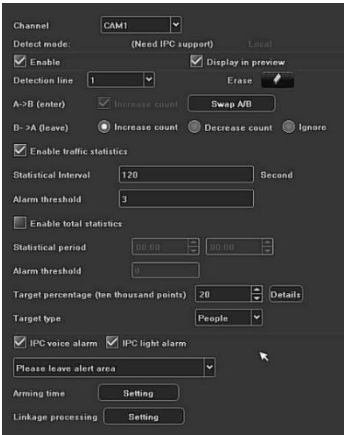 Channel CAM1
Detect mode: (Need IPC support) Local
Enable Display in preview
Detection line 1 Erase
A->B (enter) Increase count Swap A/B
B- >A (leave) Increase count Decrease count Ignore
Enable traffic statistics
Statistical Interval 120 Second
Alarm threshold 3
Enable total statistics
Statistical period 00:00 00:00
Alarm threshold 0
Target percentage (ten thousand points) 20 Details
Target type People
IPC voice alarm IPC light alarm
Please leave alert area
Arming time Setting
Linkage processing Setting